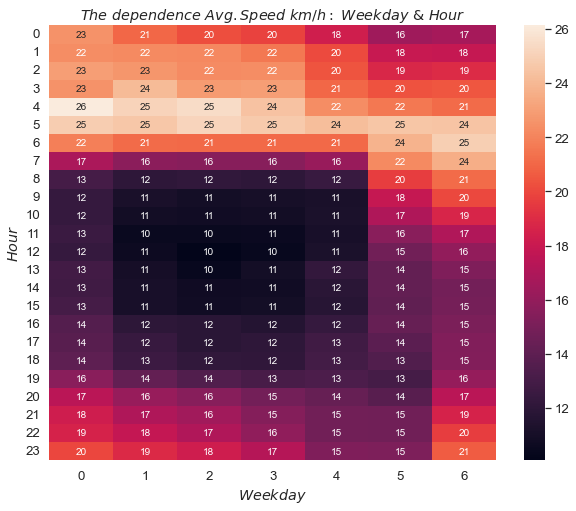 The dependence Avg.Speed km/h: Weekday & Hour
0 23 21 20 20 18 16 17
1 22 22 22 22 20 18 18
2 23 23 22 22 20 19 19
3 23 24 23 23 21 20 20
4 26 25 25 24 22 22 21
5 25 25 25 25 24 25 24
6 22 21 21 21 21 24 25
7 17 16 16 16 16 22 24
8 13 12 12 12 12 20 21
9 12 11 11 11 11 18 20
10 12 11 11 11 11 17 19
11 13 10 10 11 11 16 17
12 12 11 10 10 11 15 16
13 13 11 10 11 12 14 15
14 13 11 11 11 12 14 15
15 13 11 11 11 12 14 15
16 14 12 12 12 12 14 15
17 14 12 12 12 13 14 15
18 14 13 12 12 13 13 15
19 16 14 14 13 13 13 16
20 17 16 16 15 14 14 17
21 18 17 16 15 15 15 19
22 19 18 17 16 15 15 20
23 20 19 18 17 15 15 21
0 1 2 3 4 5 6
Weekday
Hour
26
24
22
20
18
16
14
12